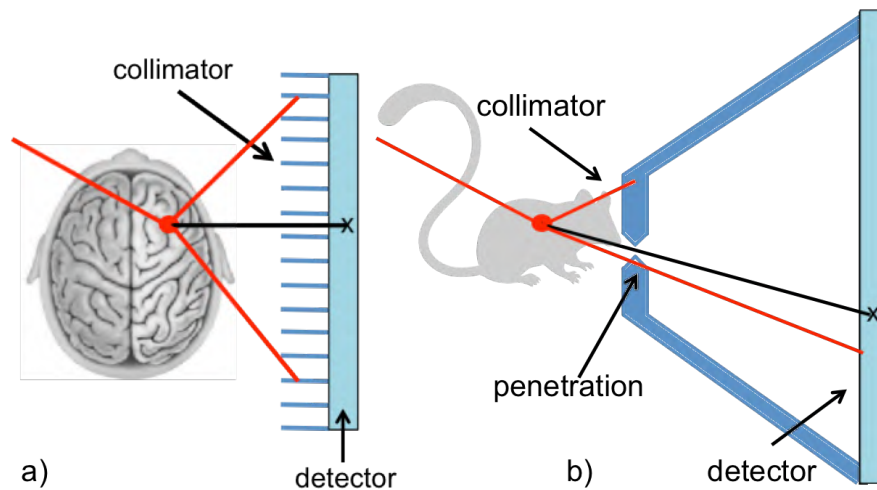 collimator
collimator
x
x
penetration
a)
detector
b)
detector